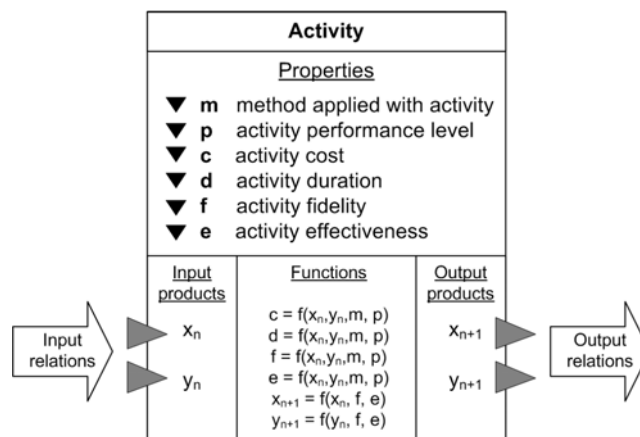 Activity
Properties
▼ m method applied with activity
▼ p activity performance level
▼ c activity cost
▼ d activity duration
▼ f activity fidelity
▼ e activity effectiveness
Input
products
xₙ
yₙ
Functions
c = f(xₙ,yₙ,m, p)
d = f(xₙ,yₙ,m, p)
f = f(xₙ,yₙ,m, p)
e = f(xₙ,yₙ,m, p)
xₙ₊₁ = f(xₙ, f, e)
yₙ₊₁ = f(yₙ, f, e)
Output
products
xₙ₊₁
yₙ₊₁
Input
relations
Output
relations